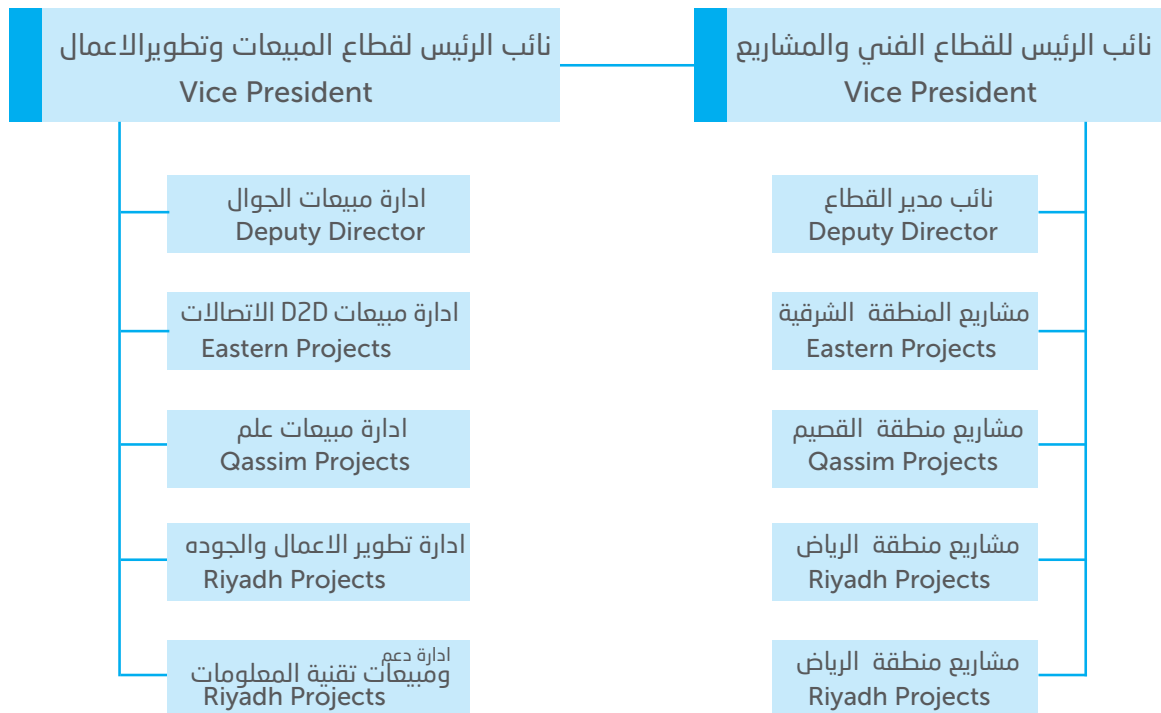 نائب الرئيس للقطاع الفني والمشاريع
Vice President
نائب مدير القطاع
Deputy Director
مشاريع المنطقة الشرقية
Eastern Projects
مشاريع منطقة القصيم
Qassim Projects
مشاريع منطقة الرياض
Riyadh Projects
مشاريع منطقة الرياض
Riyadh Projects
نائب الرئيس لقطاع المبيعات وتطويرالاعمال
Vice President
ادارة مبيعات الجوال
Deputy Director
ادارة مبيعات D2D الاتصالات
Eastern Projects
ادارة مبيعات علم
Qassim Projects
ادارة تطوير الاعمال والجوده
Riyadh Projects
ادارة دعم
ومبيعات تقنية المعلومات
Riyadh Projects